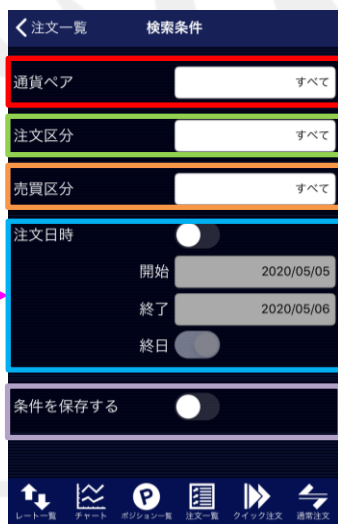 注文一覧 検索条件
通貨ペア すべて
注文区分 すべて
売買区分 すべて
注文日時
開始 2020/05/05
終了 2020/05/06
終日
条件を保存する
レート一覧 チャート ポジション一覧 注文一覧 クイック注文 通常注文